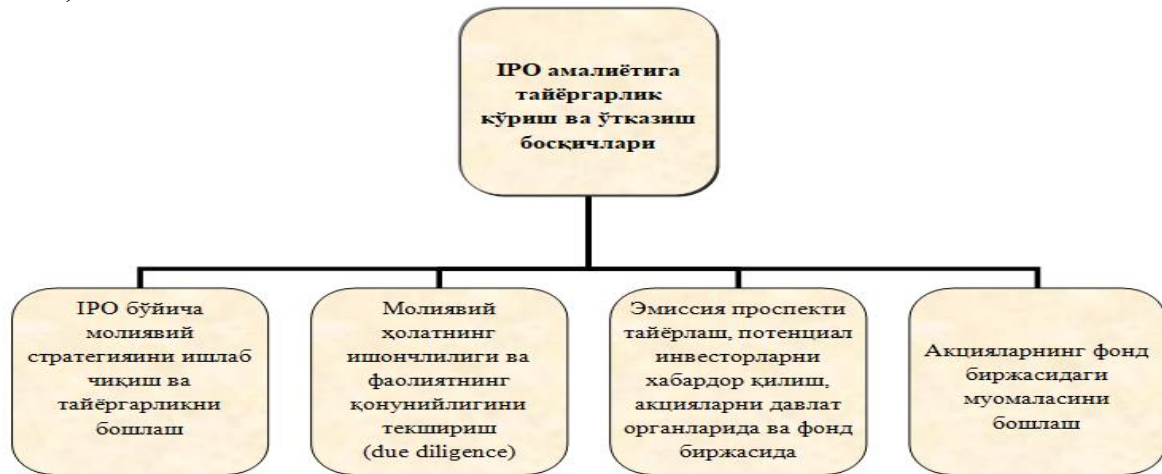 IPO амалиётига
тайёргарлик
кўриш ва ўтказиш
босқичлари
IPO бўйича
молиявий
стратегияини ишлаб
чиқиш ва
тайёргарликни
бошлаш
Молиявий
ҳолатнинг
ишончлилиги ва
фаолиятнинг
қонунийлигини
текшириш
(due diligence)
Эмиссия проспекти
тайёрлаш, потенциал
инвесторларни
хабардор қилиш,
акцияларни давлат
органларида ва фонд
биржасида
Акцияларнинг фонд
биржасидаги
муомаласини
бошлаш